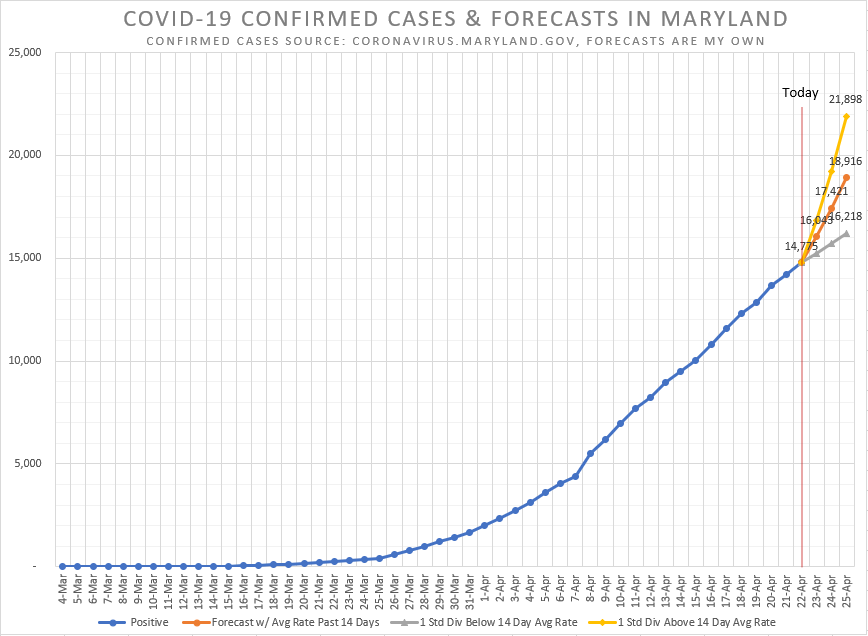 COVID-19 CONFIRMED CASES & FORECASTS IN MARYLAND
CONFIRMED CASES SOURCE: CORONAVIRUS.MARYLAND.GOV, FORECASTS ARE MY OWN
25,000
20,000
15,000
10,000
5,000
-
Today
21,898
18,916
17,421
16,043
16,218
14,775
4-Mar
5-Mar
6-Mar
7-Mar
8-Mar
9-Mar
10-Mar
11-Mar
12-Mar
13-Mar
14-Mar
15-Mar
16-Mar
17-Mar
18-Mar
19-Mar
20-Mar
21-Mar
22-Mar
23-Mar
24-Mar
25-Mar
26-Mar
27-Mar
28-Mar
29-Mar
30-Mar
31-Mar
1-Apr
2-Apr
3-Apr
4-Apr
5-Apr
6-Apr
7-Apr
8-Apr
9-Apr
10-Apr
11-Apr
12-Apr
13-Apr
14-Apr
15-Apr
16-Apr
17-Apr
18-Apr
19-Apr
20-Apr
21-Apr
22-Apr
23-Apr
24-Apr
25-Apr
Positive
Forecast w/ Avg Rate Past 14 Days
1 Std Div Below 14 Day Avg Rate
1 Std Div Above 14 Day Avg Rate